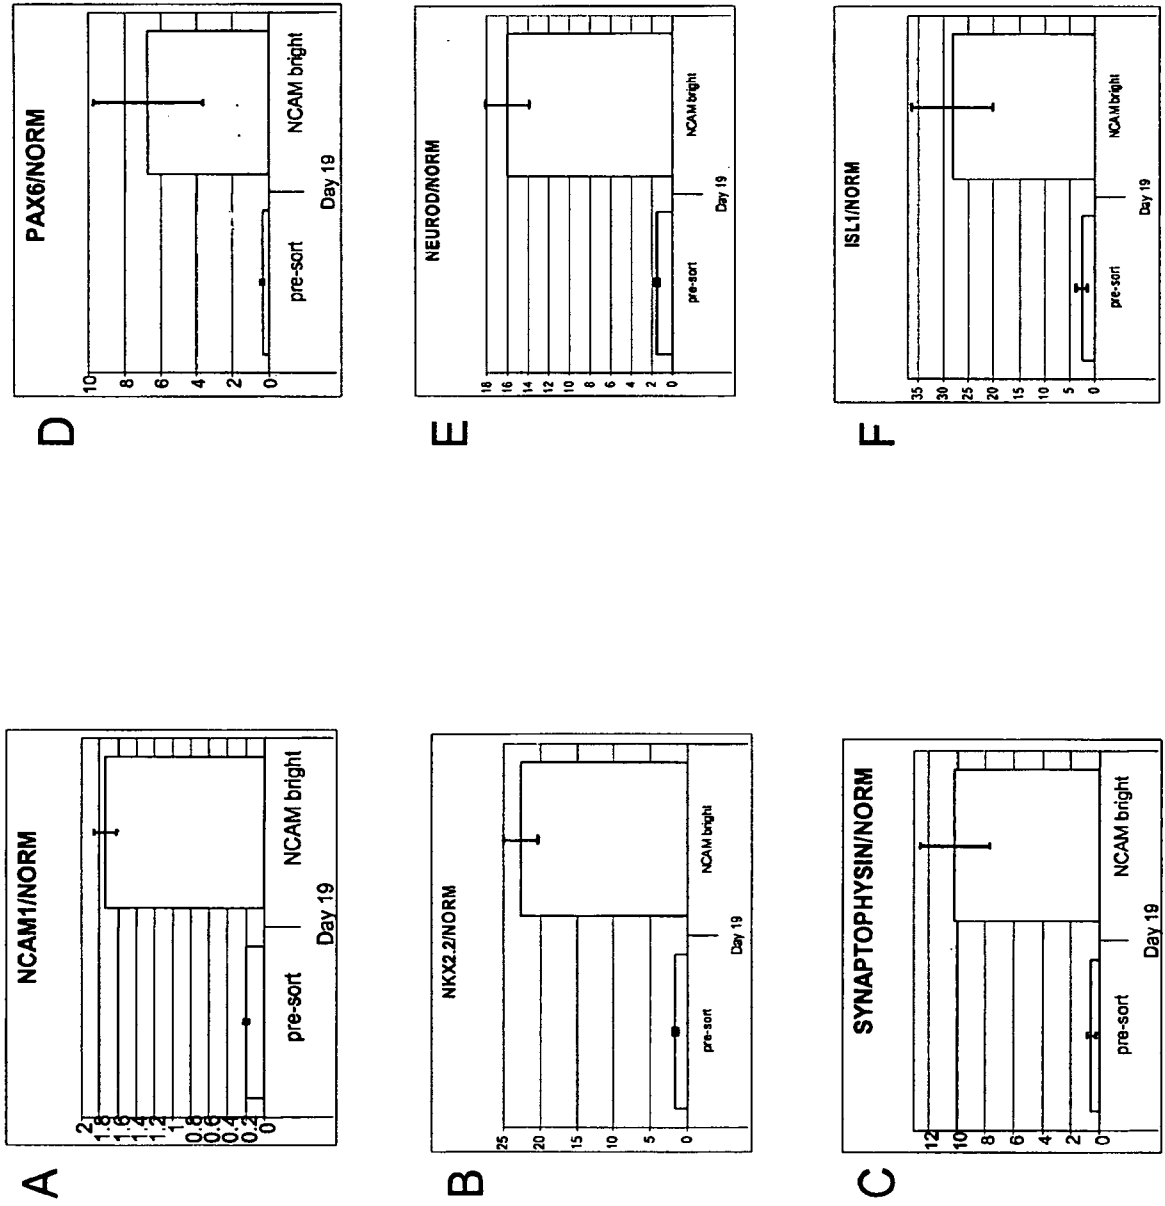 A
NCAM1/NORM
2
1.8
1.6
1.4
1.2
1
0.8
0.6
0.4
0.2
0
pre-sort
NCAM bright
Day 19
B
NKX2.2/NORM
25
20
15
10
5
0
pre-sort
NCAM bright
Day 19
C
SYNAPTOPHYSIN/NORM
12
10
8
6
4
2
0
pre-sort
NCAM bright
Day 19
D
PAX6/NORM
10
8
6
4
2
0
pre-sort
NCAM bright
Day 19
E
NEUROD/NORM
18
16
14
12
10
8
6
4
2
0
pre-sort
NCAM bright
Day 19
F
ISL1/NORM
35
30
25
20
15
10
5
0
pre-sort
NCAM bright
Day 19